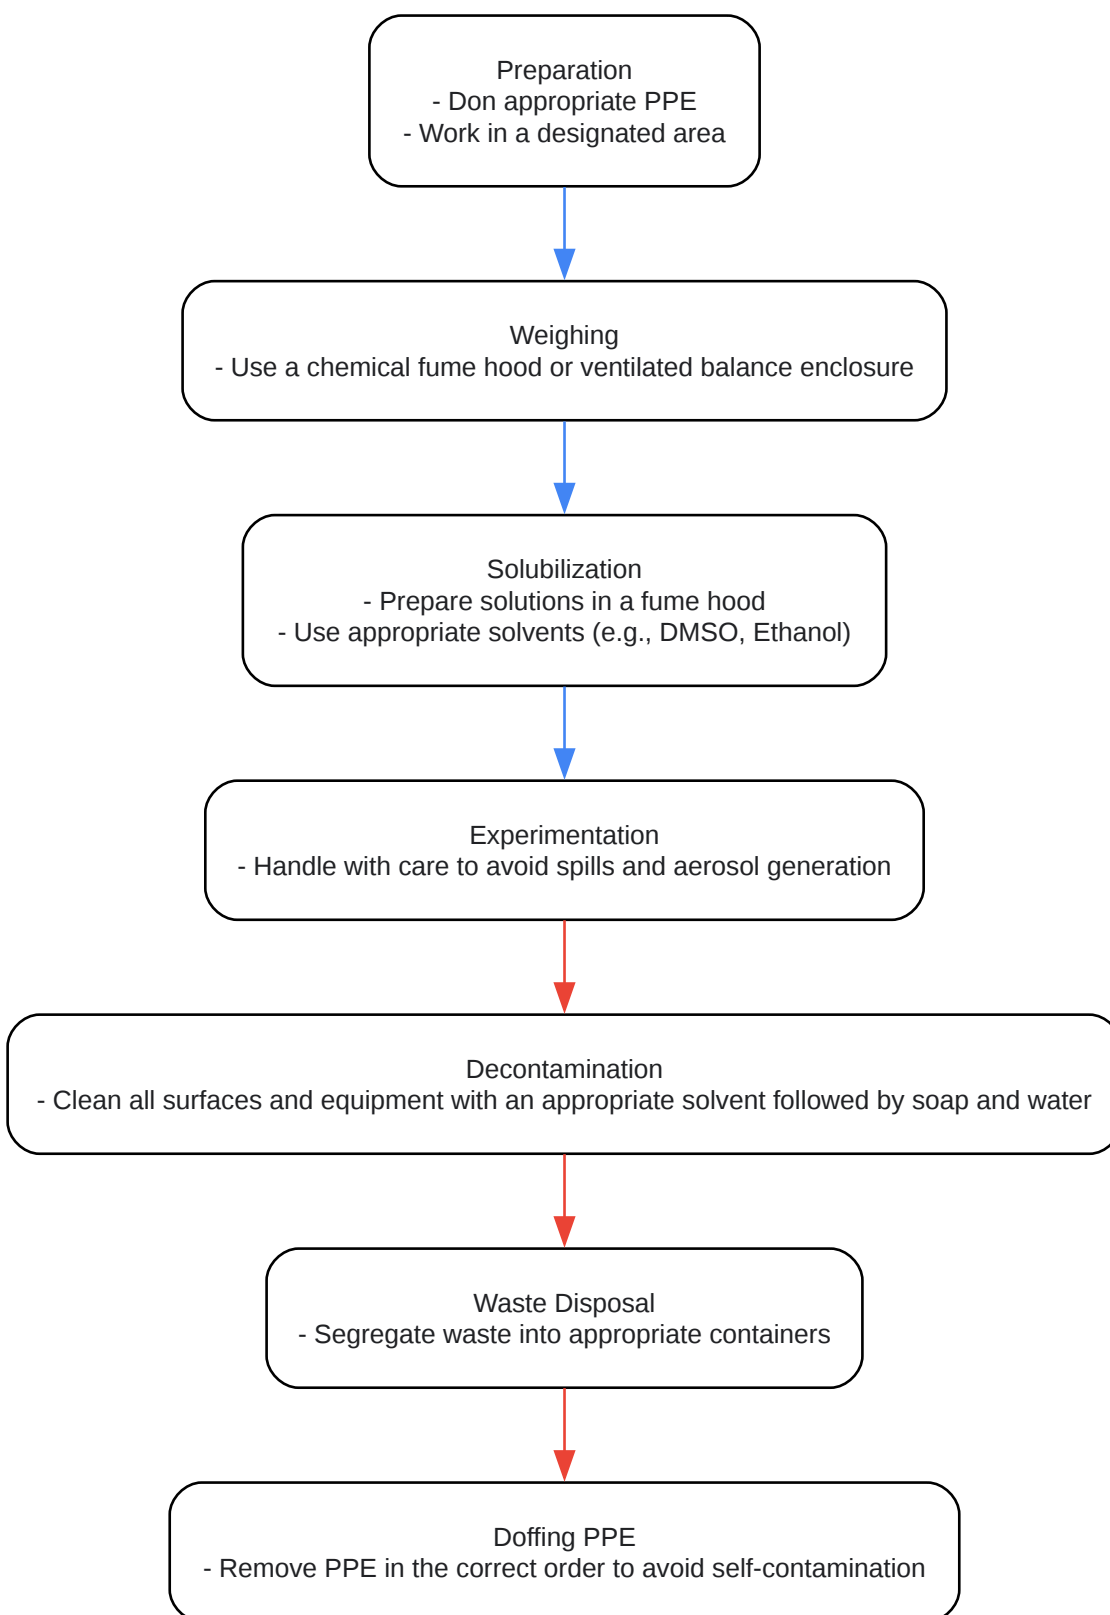 Preparation
- Don appropriate PPE
- Work in a designated area
Weighing
- Use a chemical fume hood or ventilated balance enclosure
Solubilization
- Prepare solutions in a fume hood
- Use appropriate solvents (e.g., DMSO, Ethanol)
Experimentation
- Handle with care to avoid spills and aerosol generation
Decontamination
- Clean all surfaces and equipment with an appropriate solvent followed by soap and water
Waste Disposal
- Segregate waste into appropriate containers
Doffing PPE
- Remove PPE in the correct order to avoid self-contamination